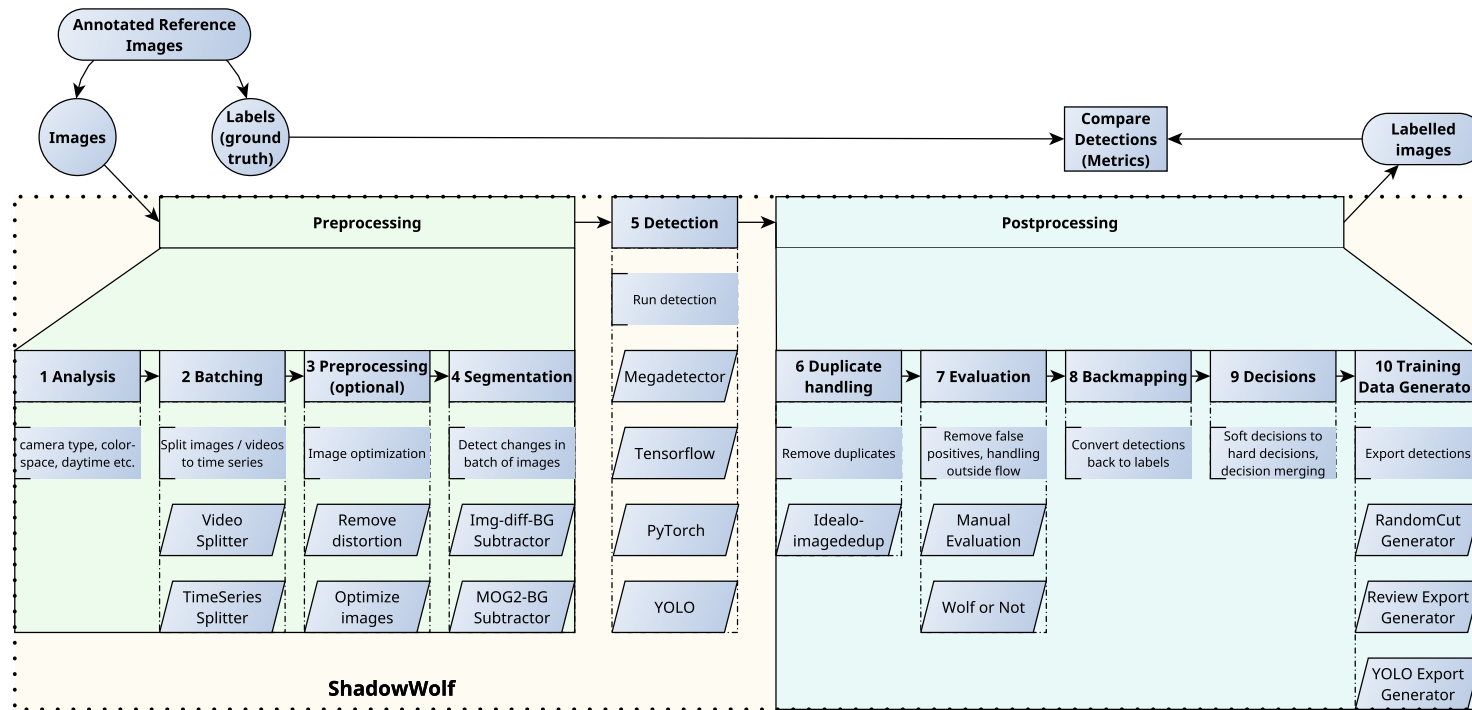 Annotated Reference
Images
Images
Labels
(ground
truth)
Compare
Detections
(Metrics)
Labelled
images
Preprocessing
5 Detection
Postprocessing
Run detection
Megadetector
Tensorflow
PyTorch
YOLO
1 Analysis
camera type, color-
space, daytime etc.
2 Batching
Split images / videos
to time series
Video
Splitter
TimeSeries
Splitter
3 Preprocessing
(optional)
Image optimization
Remove
distortion
Optimize
images
4 Segmentation
Detect changes in
batch of images
Img-diff-BG
Subtractor
MOG2-BG
Subtractor
6 Duplicate
handling
Remove duplicates
Idealo-
imagededup
7 Evaluation
Remove false
positives, handling
outside flow
Manual
Evaluation
Wolf or Not
8 Backmapping
Convert detections
back to labels
9 Decisions
Soft decisions to
hard decisions,
decision merging
10 Training
Data Generato
Export detections
RandomCut
Generator
Review Export
Generator
YOLO Export
Generator
ShadowWolf